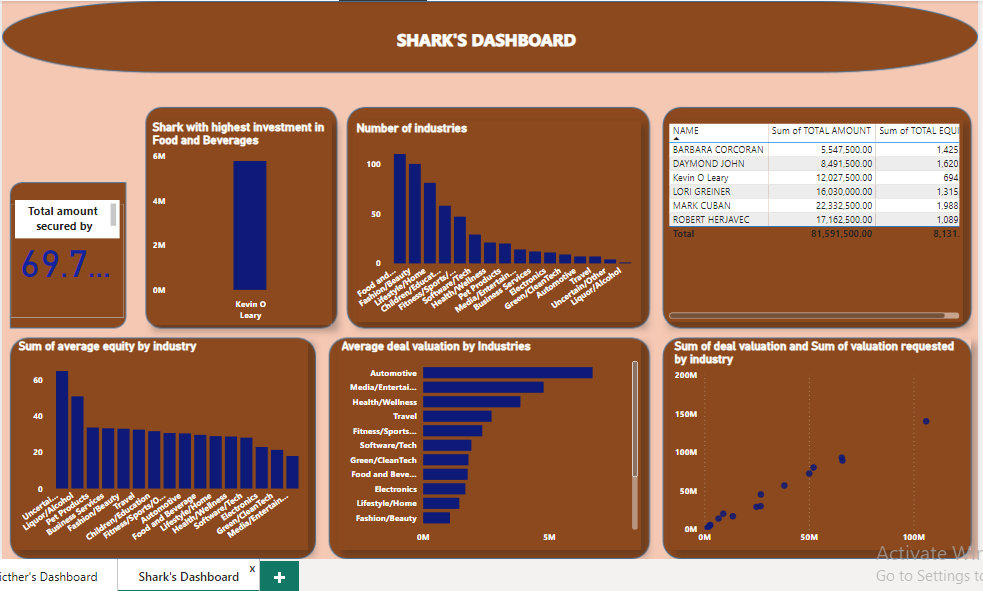 SHARK'S DASHBOARD
Total amount
secured by
69.7...
Shark with highest investment in
Food and Beverages
6M
4M
2M
0M
Kevin O
Leary
Number of industries
100
50
0
Food and...
Fashion/Beauty
Lifestyle/Home
Children/Educat...
Fitness/Sports/...
Software/Tech
Health/Wellness
Pet Products
Media/Entertain...
Business Services
Electronics
Green/CleanTech
Automotive
Travel
Uncertain/Other
Liquor/Alcohol
NAME Sum of TOTAL AMOUNT Sum of TOTAL EQUI
BARBARA CORCORAN 5,547,500.00 1,425
DAYMOND JOHN 8,491,500.00 1,620
Kevin O Leary 12,027,500.00 694
LORI GREINER 16,030,000.00 1,315
MARK CUBAN 22,332,500.00 1,988
ROBERT HERJAVEC 17,162,500.00 1,089
Total 81,591,500.00 8,131.
Sum of average equity by industry
60
40
20
0
Uncertai...
Liquor/Alcohol
Pet Products
Business Services
Fashion/Beauty
Travel
Children/Education
Fitness/Sports/O...
Automotive
Food and Beverage
Lifestyle/Home
Health/Wellness
Software/Tech
Electronics
Green/CleanTech
Media/Entertain...
Average deal valuation by Industries
Automotive
Media/Entertai...
Health/Wellness
Travel
Fitness/Sports...
Software/Tech
Green/CleanTech
Food and Beve...
Electronics
Lifestyle/Home
Fashion/Beauty
0M 5M
Sum of deal valuation and Sum of valuation requested
by industry
200M
150M
100M
50M
0M
0M 50M 100M
Activate Win
Go to Settings to
icther's Dashboard
Shark's Dashboard x
+